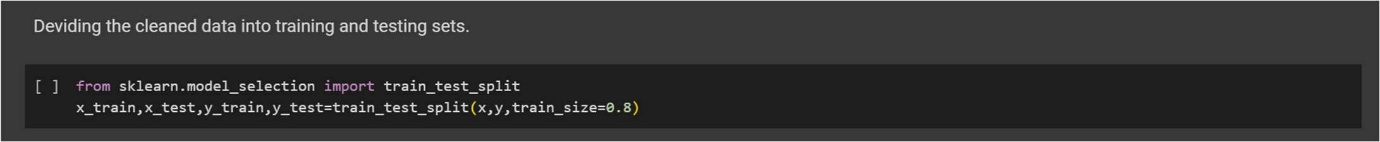 Deviding the cleaned data into training and testing sets.
[ ] from sklearn.model_selection import train_test_split
x_train,x_test,y_train,y_test=train_test_split(x,y,train_size=0.8)